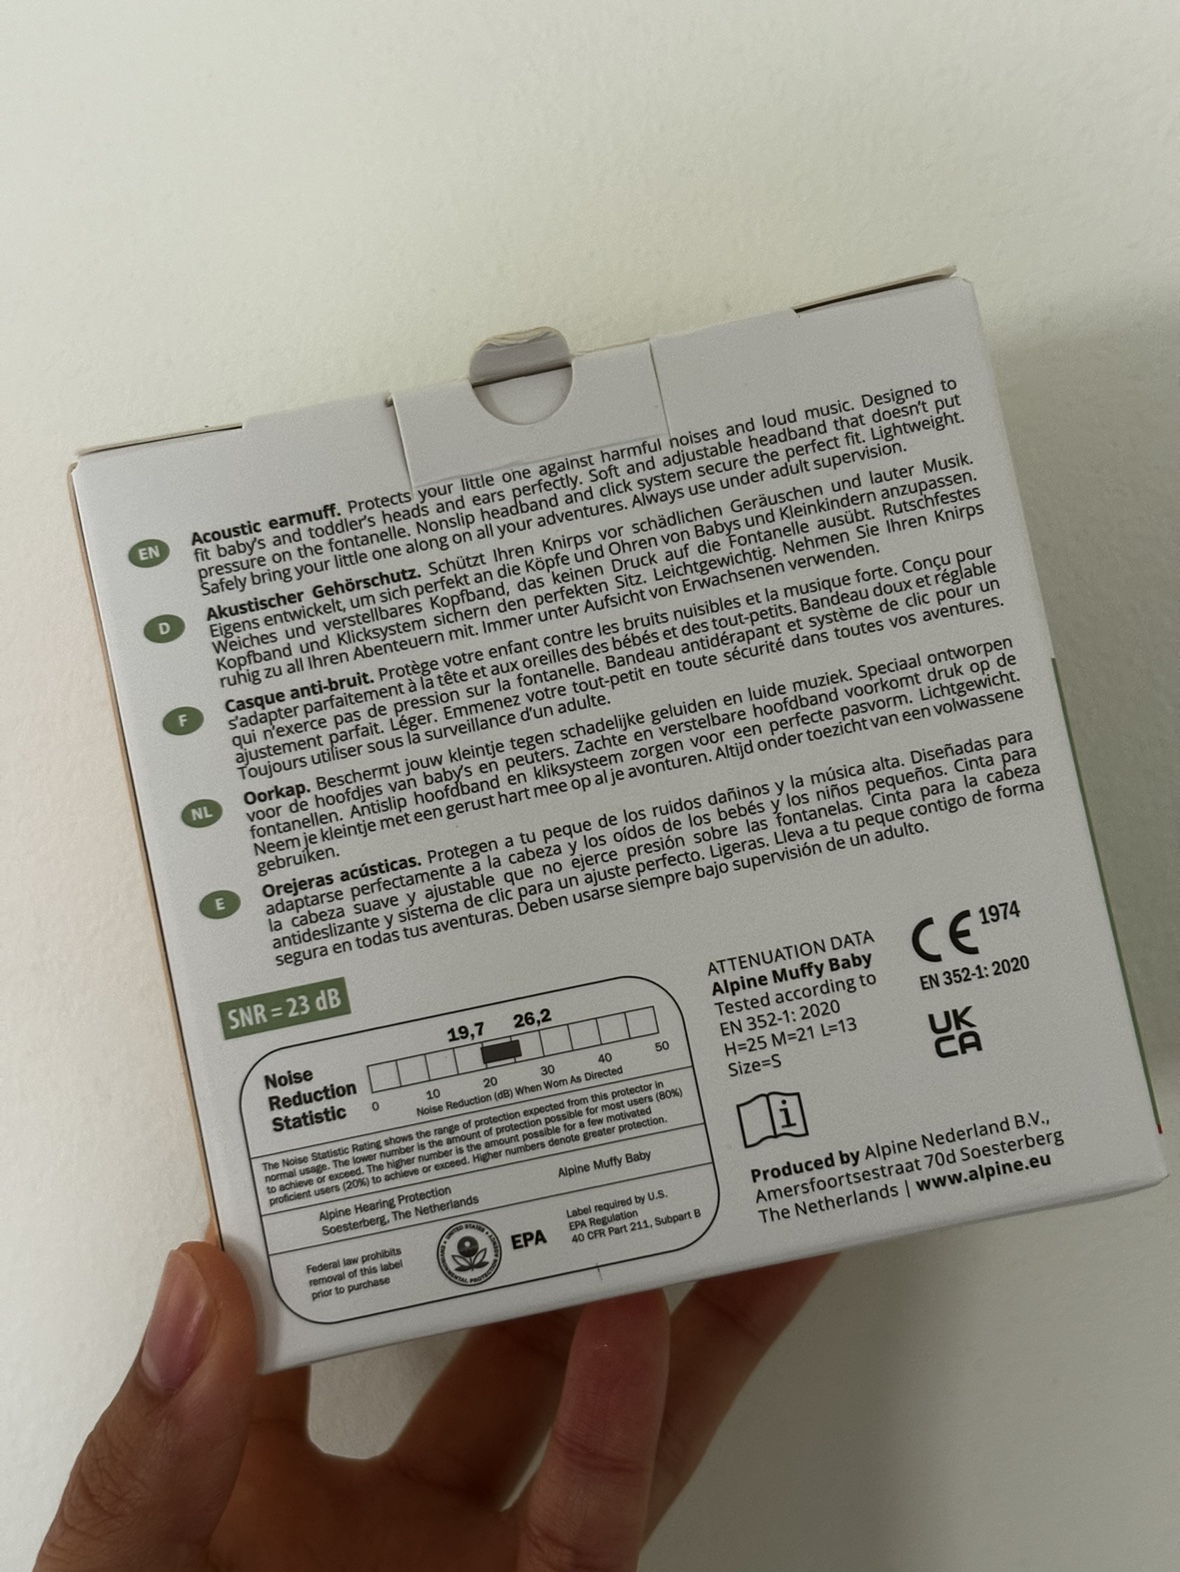 EN
Acoustic earmuff. Protects your little one against harmful noises and loud music. Designed to
fit baby's and toddler's heads and ears perfectly. Soft and adjustable headband that doesn't put
pressure on the fontanelle. Nonslip headband and click system secure the perfect fit. Lightweight.
Safely bring your little one along on all your adventures. Always use under adult supervision.
D
Akustischer Gehörschutz. Schützt Ihren Knirps vor schädlichen Geräuschen und lauter Musik.
Eigens entwickelt, um sich perfekt an die Köpfe und Ohren von Babys und Kleinkindern anzupassen.
Weiches und verstellbares Kopfband, das keinen Druck auf die Fontanelle ausübt. Rutschfestes
Kopfband und Klicksystem sichern den perfekten Sitz. Leichtgewichtig. Nehmen Sie Ihren Knirps
ruhig zu all Ihren Abenteuern mit. Immer unter Aufsicht von Erwachsenen verwenden.
F
Casque anti-bruit. Protège votre enfant contre les bruits nuisibles et la musique forte. Conçu pour
s'adapter parfaitement à la tête et aux oreilles des bébés et des tout-petits. Bandeau doux et réglable
qui n'exerce pas de pression sur la fontanelle. Bandeau antidérapant et système de clic pour un
ajustement parfait. Léger. Emmenez votre tout-petit en toute sécurité dans toutes vos aventures.
Toujours utiliser sous la surveillance d'un adulte.
NL
Oorkap. Beschermt jouw kleintje tegen schadelijke geluiden en luide muziek. Speciaal ontworpen
voor de hoofdjes van baby's en peuters. Zachte en verstelbare hoofdband voorkomt druk op de
fontanellen. Antislip hoofdband en kliksysteem zorgen voor een perfecte pasvorm. Lichtgewicht.
Neem je kleintje met een gerust hart mee op al je avonturen. Altijd onder toezicht van een volwassene
gebruiken.
E
Orejeras acústicas. Protegen a tu peque de los ruidos dañinos y la música alta. Diseñadas para
adaptarse perfectamente a la cabeza y los oídos de los bebés y los niños pequeños. Cinta para
la cabeza suave y ajustable que no ejerce presión sobre las fontanelas. Cinta para la cabeza
antideslizante y sistema de clic para un ajuste perfecto. Ligeras. Lleva a tu peque contigo de forma
segura en todas tus aventuras. Deben usarse siempre bajo supervisión de un adulto.
SNR = 23 dB
Noise
Reduction
Statistic
19,7 26,2
0 10 20 30 40 50
Noise Reduction (dB) When Worn As Directed
The Noise Statistic Rating shows the range of protection expected from this protector in
normal usage. The lower number is the amount of protection possible for most users (80%)
to achieve or exceed. The higher number is the amount possible for a few motivated
proficient users (20%) to achieve or exceed. Higher numbers denote greater protection.
Alpine Hearing Protection
Soesterberg, The Netherlands
Alpine Muffy Baby
Federal law prohibits
removal of this label
prior to purchase
EPA
Label required by U.S.
EPA Regulation
40 CFR Part 211, Subpart B
ATTENUATION DATA
Alpine Muffy Baby
Tested according to
EN 352-1: 2020
H=25 M=21 L=13
Size=S
CE 1974
EN 352-1: 2020
UK
CA
i
Produced by Alpine Nederland B.V.,
Amersfoortsestraat 70d Soesterberg
The Netherlands | www.alpine.eu